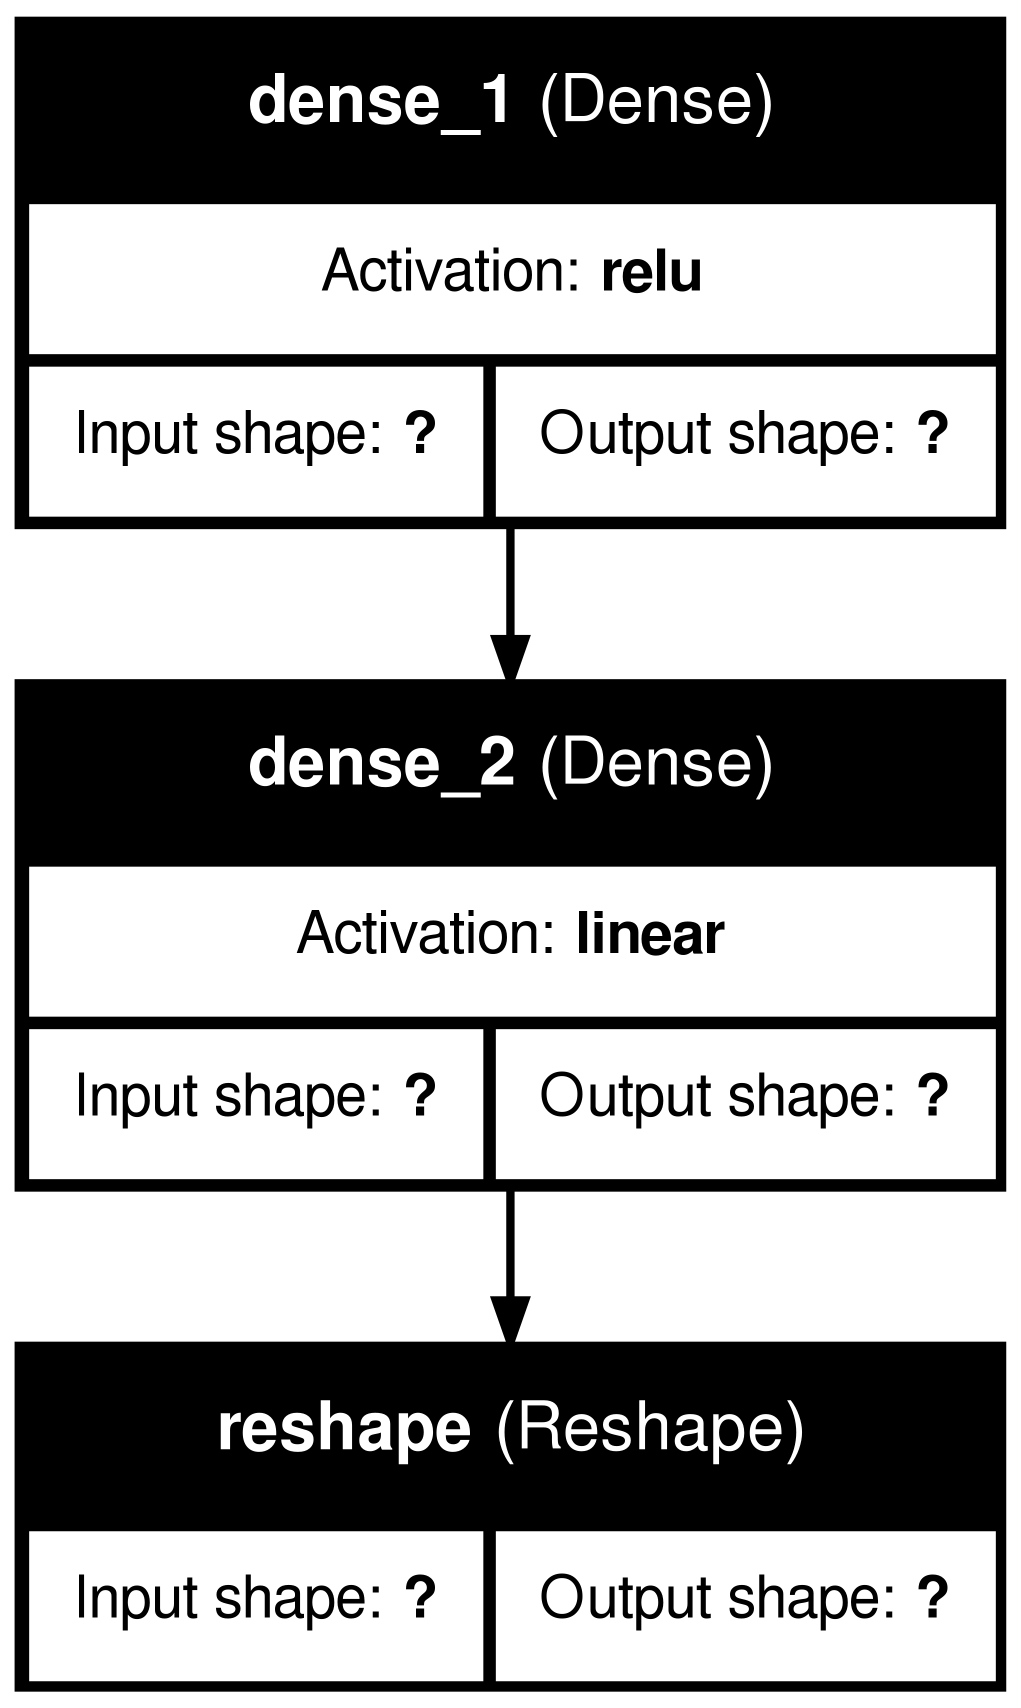 dense_1 (Dense)
Activation: relu
Input shape: ? Output shape: ?
dense_2 (Dense)
Activation: linear
Input shape: ? Output shape: ?
reshape (Reshape)
Input shape: ? Output shape: ?